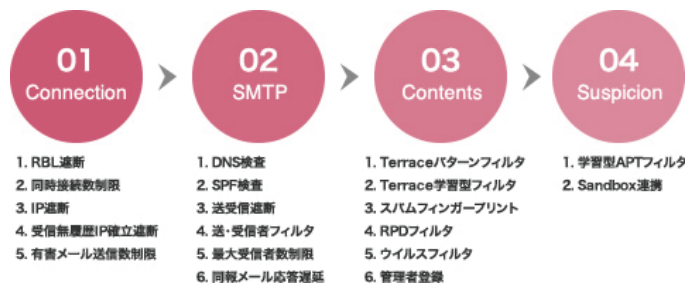 01
Connection
02
SMTP
03
Contents
04
Suspicion
1. RBL遮断
2. 同時接続数制限
3. IP遮断
4. 受信無履歴IP確立遮断
5. 有害メール送信数制限
1. DNS検査
2. SPF検査
3. 送受信遮断
4. 送・受信者フィルタ
5. 最大受信者数制限
6. 同報メール応答遅延
1. Terraceパターンフィルタ
2. Terrace学習型フィルタ
3. スパムフィンガープリント
4. RPDフィルタ
5. ウイルスフィルタ
6. 管理者登録
1. 学習型APTフィルタ
2. Sandbox連携